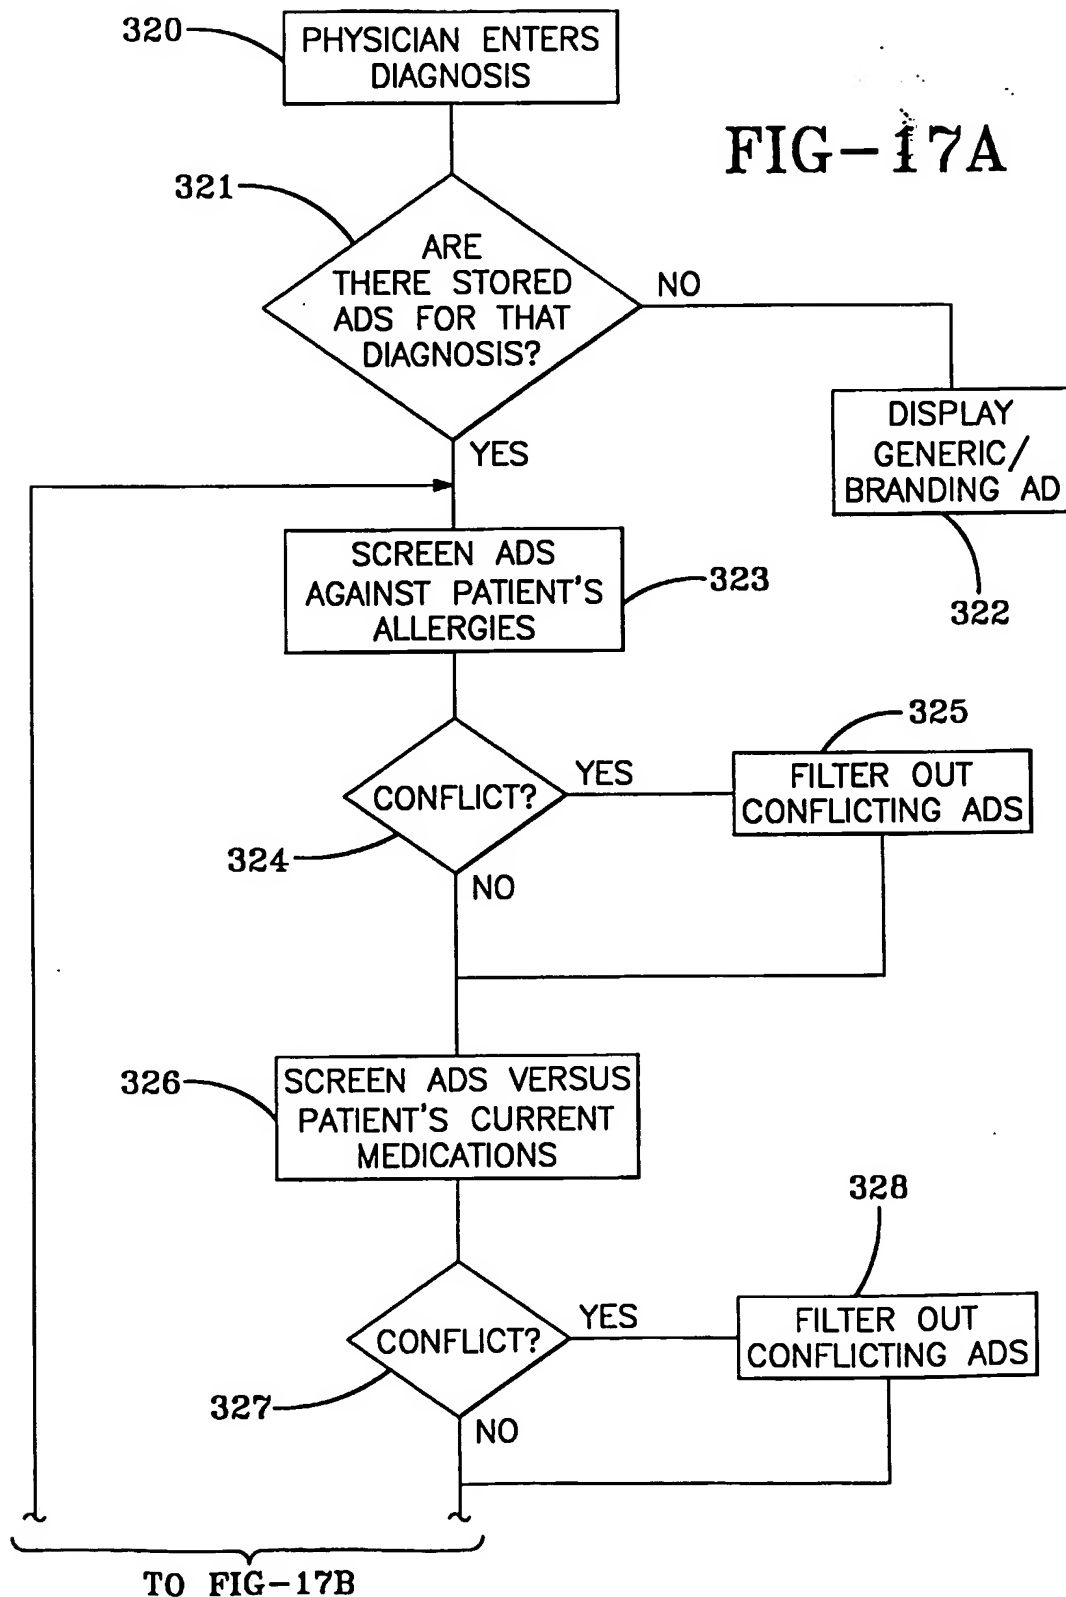 320
PHYSICIAN ENTERS
DIAGNOSIS
FIG-17A
321
ARE
THERE STORED
ADS FOR THAT
DIAGNOSIS?
NO
YES
DISPLAY
GENERIC/
BRANDING AD
322
SCREEN ADS
AGAINST PATIENT'S
ALLERGIES
323
CONFLICT?
YES
324
NO
325
FILTER OUT
CONFLICTING ADS
326
SCREEN ADS VERSUS
PATIENT'S CURRENT
MEDICATIONS
CONFLICT?
YES
327
NO
328
FILTER OUT
CONFLICTING ADS
TO FIG-17B